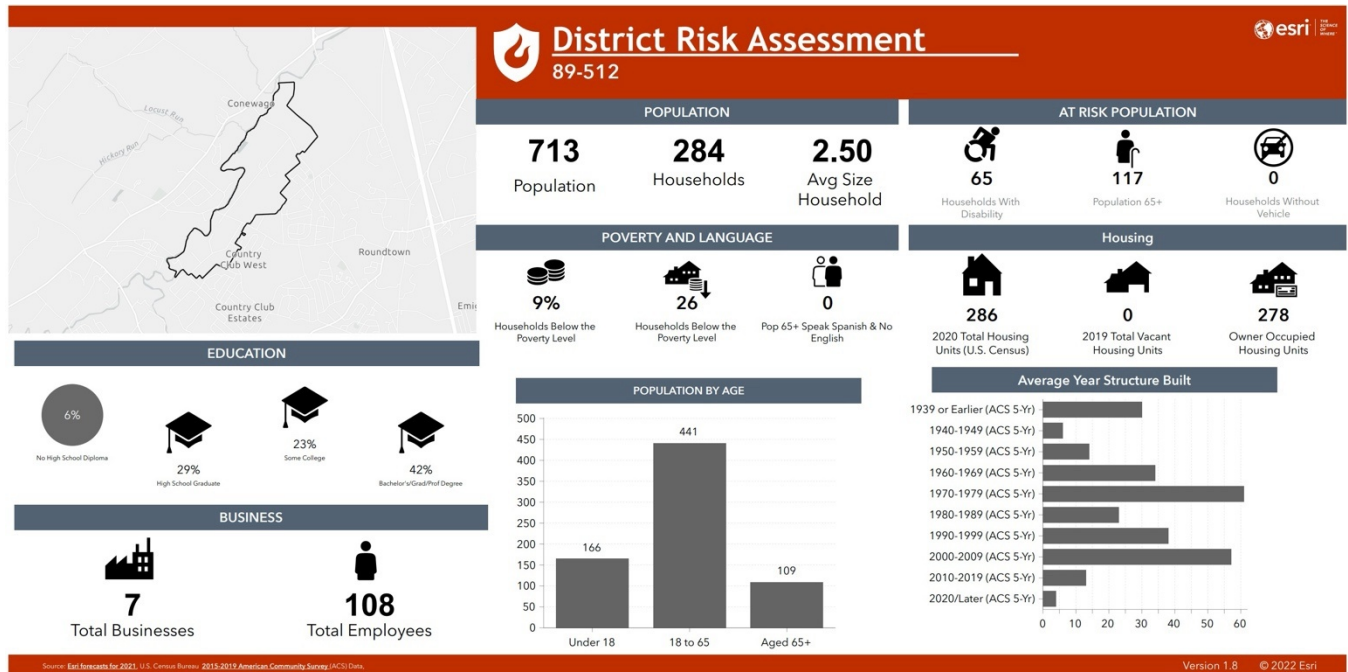 District Risk Assessment
89-512
esri
THE
SCIENCE
OF
WHERE
Conewago
Locust Run
Hickory Run
Country
Club West
Roundtown
Country Club
Estates
Emig
POPULATION
713
Population
284
Households
2.50
Avg Size
Household
AT RISK POPULATION
65
Households With
Disability
117
Population 65+
0
Households Without
Vehicle
POVERTY AND LANGUAGE
9%
Households Below the
Poverty Level
26
Households Below the
Poverty Level
0
Pop 65+ Speak Spanish & No
English
Housing
286
2020 Total Housing
Units (U.S. Census)
0
2019 Total Vacant
Housing Units
278
Owner Occupied
Housing Units
EDUCATION
6%
No High School Diploma
29%
High School Graduate
23%
Some College
42%
Bachelor's/Grad/Prof Degree
BUSINESS
7
Total Businesses
108
Total Employees
POPULATION BY AGE
500
450
400
350
300
250
200
150
100
50
0
166
441
109
Under 18
18 to 65
Aged 65+
Average Year Structure Built
1939 or Earlier (ACS 5-Yr)
1940-1949 (ACS 5-Yr)
1950-1959 (ACS 5-Yr)
1960-1969 (ACS 5-Yr)
1970-1979 (ACS 5-Yr)
1980-1989 (ACS 5-Yr)
1990-1999 (ACS 5-Yr)
2000-2009 (ACS 5-Yr)
2010-2019 (ACS 5-Yr)
2020/Later (ACS 5-Yr)
0 10 20 30 40 50 60
Source: Esri forecasts for 2021, U.S. Census Bureau 2015-2019 American Community Survey (ACS) Data,
Version 1.8 © 2022 Esri